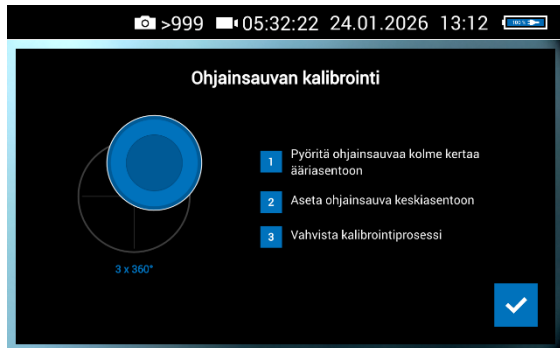 >999 05:32:22 24.01.2026 13:12 100 %
Ohjainsauvan kalibrointi
1 Pyöritä ohjainsauvaa kolme kertaa
ääriasentoon
2 Aseta ohjainsauva keskiasentoon
3 Vahvista kalibrointiprosessi
3 x 360°